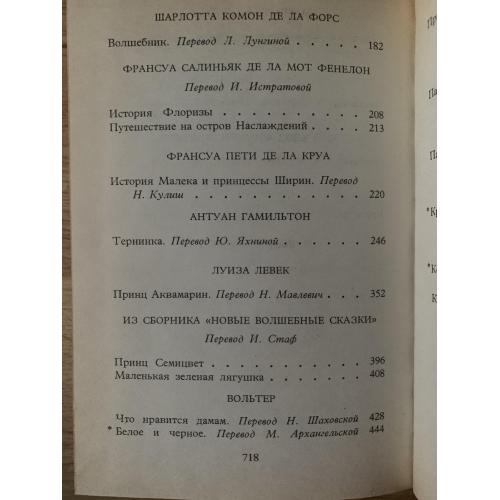 ШАРЛОТТА КОМОН ДЕ ЛА ФОРС
Волшебник. Перевод Л. Лунгиной . . . . . 182
ФРАНСУА САЛИНЬЯК ДЕ ЛА МОТ ФЕНЕЛОН
Перевод И. Истратовой
История Флоризы . . . . . . . . . . 208
Путешествие на остров Наслаждений . . . . 213
ФРАНСУА ПЕТИ ДЕ ЛА КРУА
История Малека и принцессы Ширин. Перевод
Н. Кулиш . . . . . . . . . . . . 220
АНТУАН ГАМИЛЬТОН
Тернинка. Перевод Ю. Яхниной . . . . . . 246
ЛУИЗА ЛЕВЕК
Принц Аквамарин. Перевод Н. Мавлевич . . . 352
ИЗ СБОРНИКА «НОВЫЕ ВОЛШЕБНЫЕ СКАЗКИ»
Перевод И. Стаф
Принц Семицвет . . . . . . . . . . 396
Маленькая зеленая лягушка . . . . . . . 408
ВОЛЬТЕР
Что нравится дамам. Перевод Н. Шаховской 428
*Белое и черное. Перевод М. Архангельской 444
718